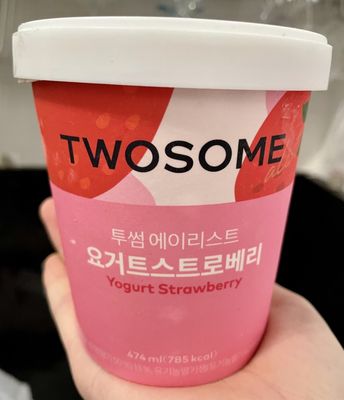 TWOSOME
투썸 에이리스트
요거트스트로베리
Yogurt Strawberry
474 ml(785 kcal)